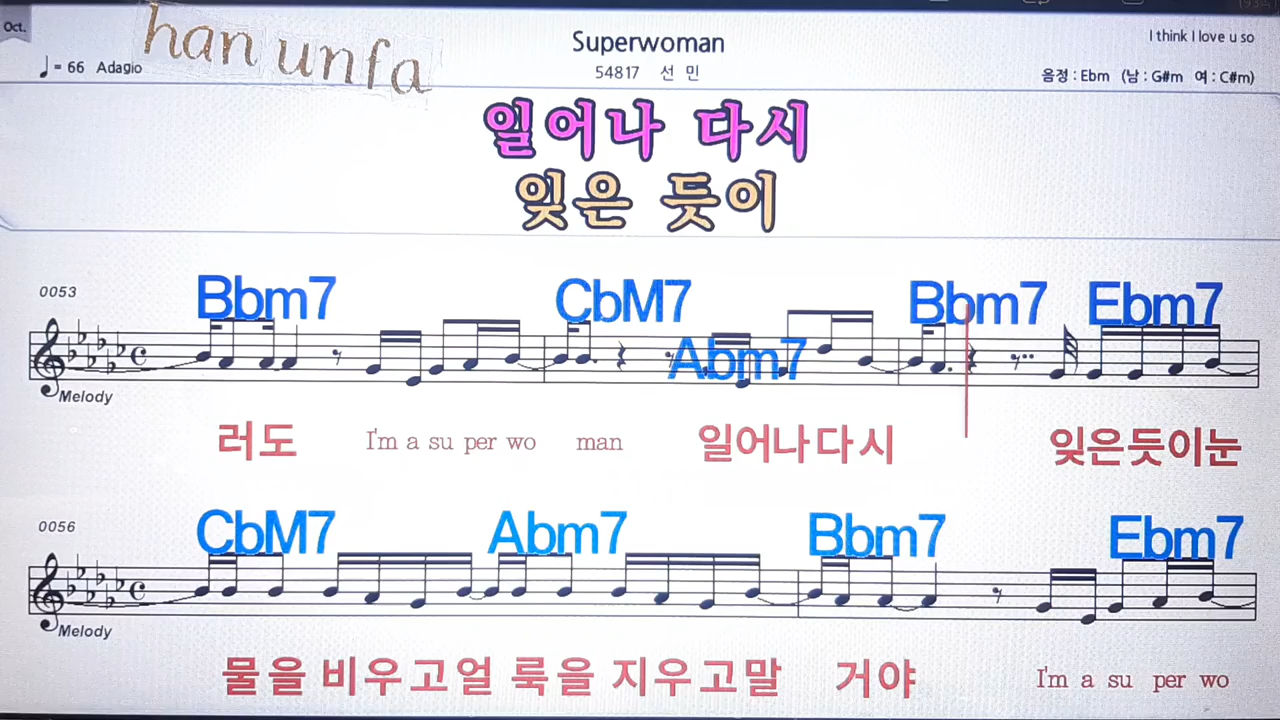 Oct.
han unfa
Superwoman
I think I love u so
♩= 66 Adagio
54817 선 민
음정 : Ebm (남 : G#m 여 : C#m)
일어나 다시
잊은 듯이
0053
Bbm7 CbM7 Abm7 Bbm7 Ebm7
Melody
러도 I'm a su per wo man 일어나다시 잊은듯이눈
0056
CbM7 Abm7 Bbm7 Ebm7
Melody
물을 비우고얼 룩을 지우고말 거야 I'm a su per wo